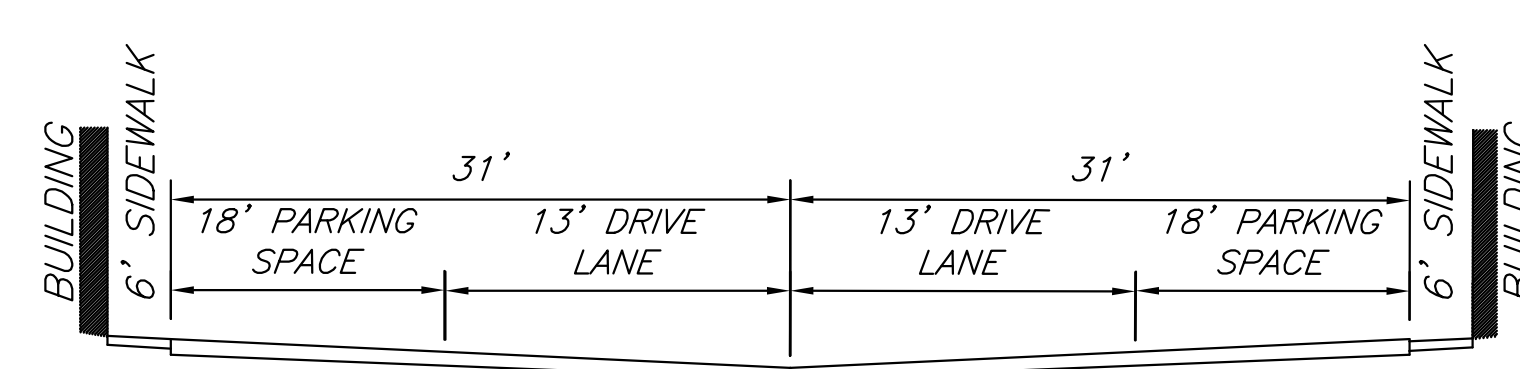 BUILDING
6' SIDEWALK
31'
31'
18' PARKING
SPACE
13' DRIVE
LANE
13' DRIVE
LANE
18' PARKING
SPACE
6' SIDEWALK
BUILDING